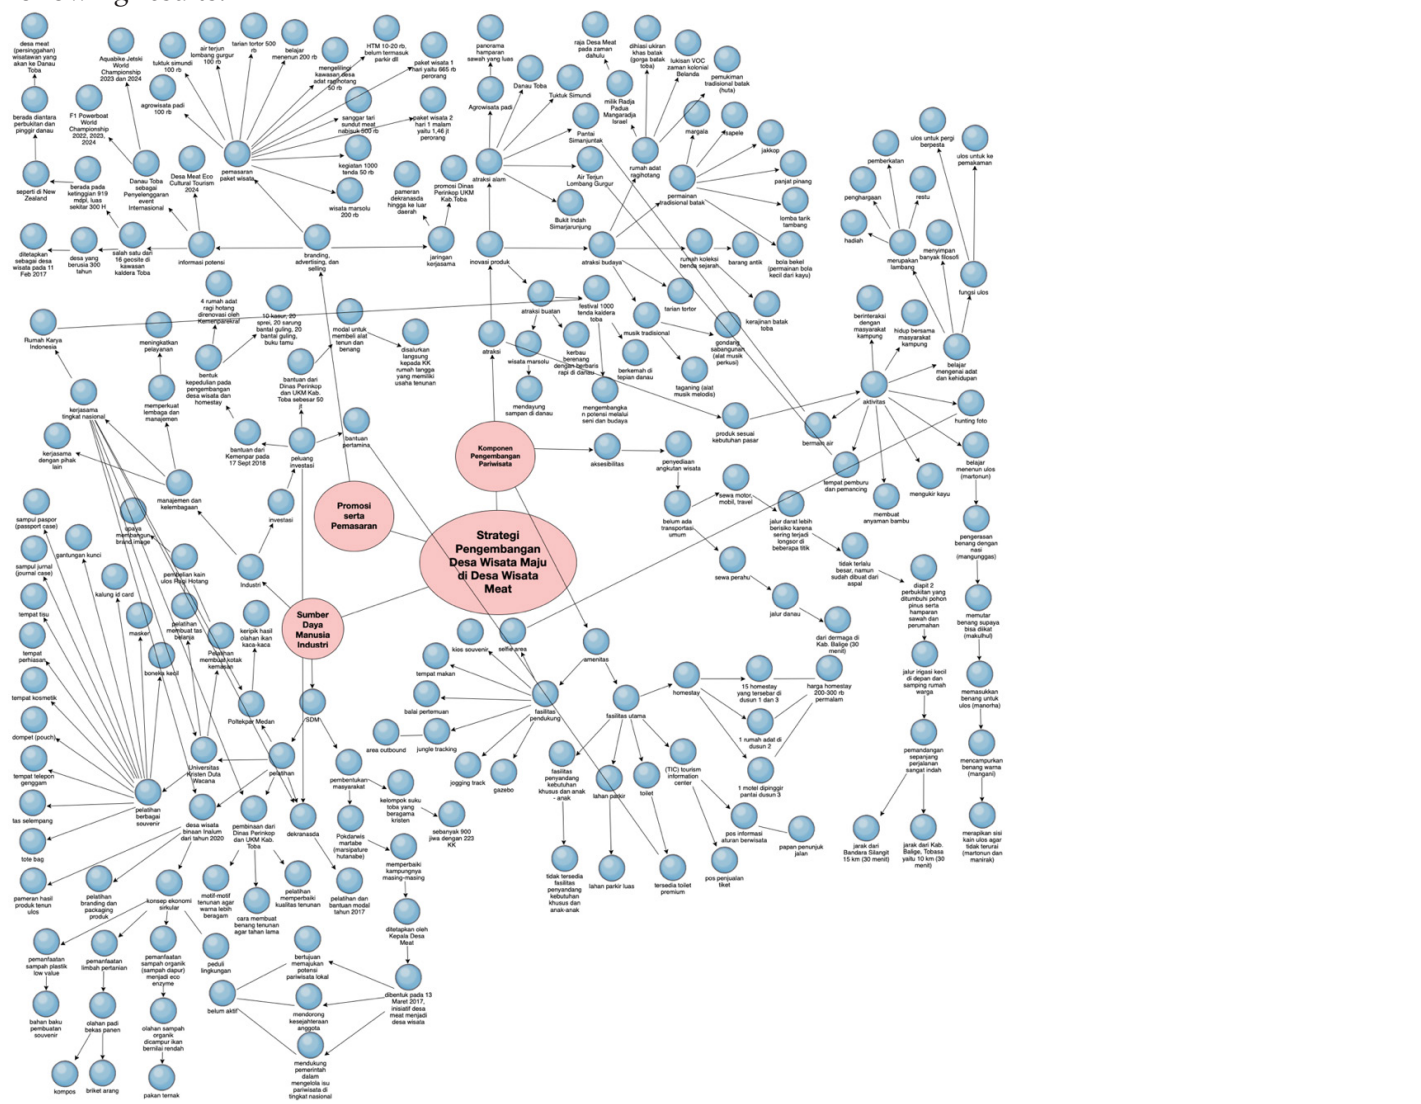 desa meat
(persinggahan)
wisatawan yang
akan ke Danau
Toba
Aquabike Jetski
World
Championship
2023 dan 2024
tuktuk simundi
100 rb
air terjun
lombang gurgur
100 rb
tarian tortor 500
rb
belajar
menenun 200 rb
mengelilingi
kawasan desa
adat ragihotang
50 rb
HTM 10-20 rb,
belum termasuk
parkir dll
paket wisata 1
hari yaitu 665 rb
perorang
panorama
hamparan
sawah yang luas
raja Desa Meat
pada zaman
dahulu
dihiasi ukiran
khas batak
(gorga batak
toba)
lukisan VOC
zaman kolonial
Belanda
pemukiman
tradisional batak
(huta)
berada diantara
perbukitan dan
pinggir danau
F1 Powerboat
World
Championship
2022, 2023,
2024
agrowisata padi
100 rb
sanggar tari
sundut meat
nabisuk 500 rb
paket wisata 2
hari 1 malam
yaitu 1,46 jt
perorang
Agrowisata padi
Danau Toba
Tuktuk Simundi
milik Radja
Padua
Mangaradja
Israel
Pantai
Simanjuntak
margala
sapele
jakkop
panjat pinang
ulos untuk pergi
berpesta
ulos untuk ke
pemakaman
pemberkatan
seperti di New
Zealand
berada pada
ketinggian 919
mdpl, luas
sekitar 300 H
Danau Toba
sebagai
Penyelenggaraan
event
Internasional
Desa Meat Eco
Cultural Tourism
2024
pemasaran
paket wisata
kegiatan 1000
tenda 50 rb
wisata marsolu
200 rb
pameran
dekranasda
hingga ke luar
daerah
promosi Dinas
Perinkop UKM
Kab.Toba
atraksi alam
Air Terjun
Lombang Gurgur
Bukit Indah
Simarjarunjung
rumah adat
ragihotang
permainan
tradisional batak
lomba tarik
tambang
penghargaan
restu
hadiah
merupakan
lambang
menyimpan
banyak filosofi
ditetapkan
sebagai desa
wisata pada 11
Feb 2017
desa yang
berusia 300
tahun
salah satu dari
16 geosite di
kawasan
kaldera Toba
informasi potensi
branding,
advertising, dan
selling
jaringan
kerjasama
inovasi produk
atraksi budaya
rumah koleksi
benda sejarah
barang antik
bola bekel
(permainan bola
kecil dari kayu)
fungsi ulos
4 rumah adat
ragi hotang
direnovasi oleh
Kemenparekraf
10 kasur, 20
sprei, 20 sarung
bantal guling, 20
bantal guling,
buku tamu
modal untuk
membeli alat
tenun dan
benang
disalurkan
langsung
kepada KK
rumah tangga
yang memiliki
usaha tenunan
atraksi buatan
festival 1000
tenda kaldera
toba
tarian tortor
musik tradisional
gondang
sabangunan
(alat musik
perkusi)
kerajinan batak
toba
berinteraksi
dengan
masyarakat
kampung
hidup bersama
masyarakat
kampung
belajar
mengenai adat
dan kehidupan
Rumah Karya
Indonesia
meningkatkan
pelayanan
bentuk
kepedulian pada
pengembangan
desa wisata dan
homestay
bantuan dari
Dinas Perinkop
dan UKM Kab.
Toba sebesar 50
jt
atraksi
wisata marsolu
kerbau
berenang
dengan berbaris
rapi di danau
berkemah di
tepian danau
taganing (alat
musik melodis)
mendayung
sampan di danau
mengembangka
n potensi melalui
seni dan budaya
produk sesuai
kebutuhan pasar
aktivitas
hunting foto
kerjasama
tingkat nasional
memperkuat
lembaga dan
manajemen
kerjasama
dengan pihak
lain
bantuan dari
Kemenpar pada
17 Sept 2018
peluang
investasi
bantuan
pertamina
Komponen
Pengembangan
Pariwisata
aksesibilitas
penyediaan
angkutan wisata
bermain air
tempat pemburu
dan pemancing
membuat
anyaman bambu
mengukir kayu
belajar
menenun ulos
(martonun)
manajemen dan
kelembagaan
investasi
Promosi
serta
Pemasaran
belum ada
transportasi
umum
sewa motor,
mobil, travel
jalur darat lebih
berisiko karena
sering terjadi
longsor di
beberapa titik
pengerasan
benang dengan
nasi
(mangunggas)
sampul paspor
(passport case)
gantungan kunci
upaya
membangun
brand image
pembelian kain
ulos Ragi Hotang
Industri
Strategi
Pengembangan
Desa Wisata Maju
di Desa Wisata
Meat
sewa perahu
tidak terlalu
besar, namun
sudah dibuat dari
aspal
diapit 2
perbukitan yang
ditumbuhi pohon
pinus serta
hamparan
sawah dan
perumahan
memutar
benang supaya
bisa diikat
(makulhul)
sampul jurnal
(journal case)
kalung id card
tempat tisu
masker
pelatihan
membuat tas
belanja
Pelatihan
membuat kotak
kemasan
keripik hasil
olahan ikan
kaca-kaca
Sumber
Daya
Manusia
Industri
jalur danau
dari dermaga di
Kab. Balige (30
menit)
tempat
perhiasan
boneka kecil
kios souvenir
selfie area
amenitas
tempat makan
balai pertemuan
fasilitas
pendukung
fasilitas utama
homestay
15 homestay
yang tersebar di
dusun 1 dan 3
harga homestay
200-300 rb
permalam
jalur irigasi kecil
di depan dan
samping rumah
warga
memasukkan
benang untuk
ulos (manorha)
tempat kosmetik
Poltekpar Medan
SDM
dompet (pouch)
area outbound
jungle tracking
1 rumah adat di
dusun 2
pemandangan
sepanjang
perjalanan
sangat indah
mencampurkan
benang warna
(mangani)
tempat telepon
genggam
Universitas
Kristen Duta
Wacana
pelatihan
pembentukan
masyarakat
jogging track
gazebo
fasilitas
penyandang
kebutuhan
khusus dan anak
- anak
lahan parkir
toilet
(TIC) tourism
information
center
1 motel dipinggir
pantai dusun 3
tas selempang
pelatihan
berbagai
souvenir
desa wisata
binaan Inalum
dari tahun 2020
pembinaan dari
Dinas Perinkop
dan UKM Kab.
Toba
dekranasda
Pokdarwis
martabe
(marsipature
hutanabe)
kelompok suku
toba yang
beragama
kristen
sebanyak 900
jiwa dengan 223
KK
pos informasi
aturan berwisata
papan penunjuk
jalan
jarak dari
Bandara Silangit
15 km (30 menit)
jarak dari Kab.
Balige, Tobasa
yaitu 10 km (30
menit)
merapikan sisi
kain ulos agar
tidak terurai
(martonun dan
manirak)
tote bag
memperbaiki
kampungnya
masing-masing
tidak tersedia
fasilitas
penyandang
kebutuhan
khusus dan
anak-anak
lahan parkir luas
tersedia toilet
premium
pos penjualan
tiket
pameran hasil
produk tenun
ulos
pelatihan
branding dan
packaging
produk
konsep ekonomi
sirkular
motif-motif
tenunan agar
warna lebih
beragam
cara membuat
benang tenunan
agar tahan lama
pelatihan
memperbaiki
kualitas tenunan
pelatihan dan
bantuan modal
tahun 2017
ditetapkan oleh
Kepala Desa
Meat
pemanfaatan
sampah plastik
low value
pemanfaatan
limbah pertanian
pemanfaatan
sampah organik
(sampah dapur)
menjadi eco
enzyme
peduli
lingkungan
bertujuan
memajukan
potensi
pariwisata lokal
dibentuk pada 13
Maret 2017,
inisiatif desa
meat menjadi
desa wisata
belum aktif
mendorong
kesejahteraan
anggota
bahan baku
pembuatan
souvenir
olahan padi
bekas panen
olahan sampah
organik
dicampur ikan
bernilai rendah
mendukung
pemerintah
dalam
mengelola isu
pariwisata di
tingkat nasional
kompos
briket arang
pakan ternak